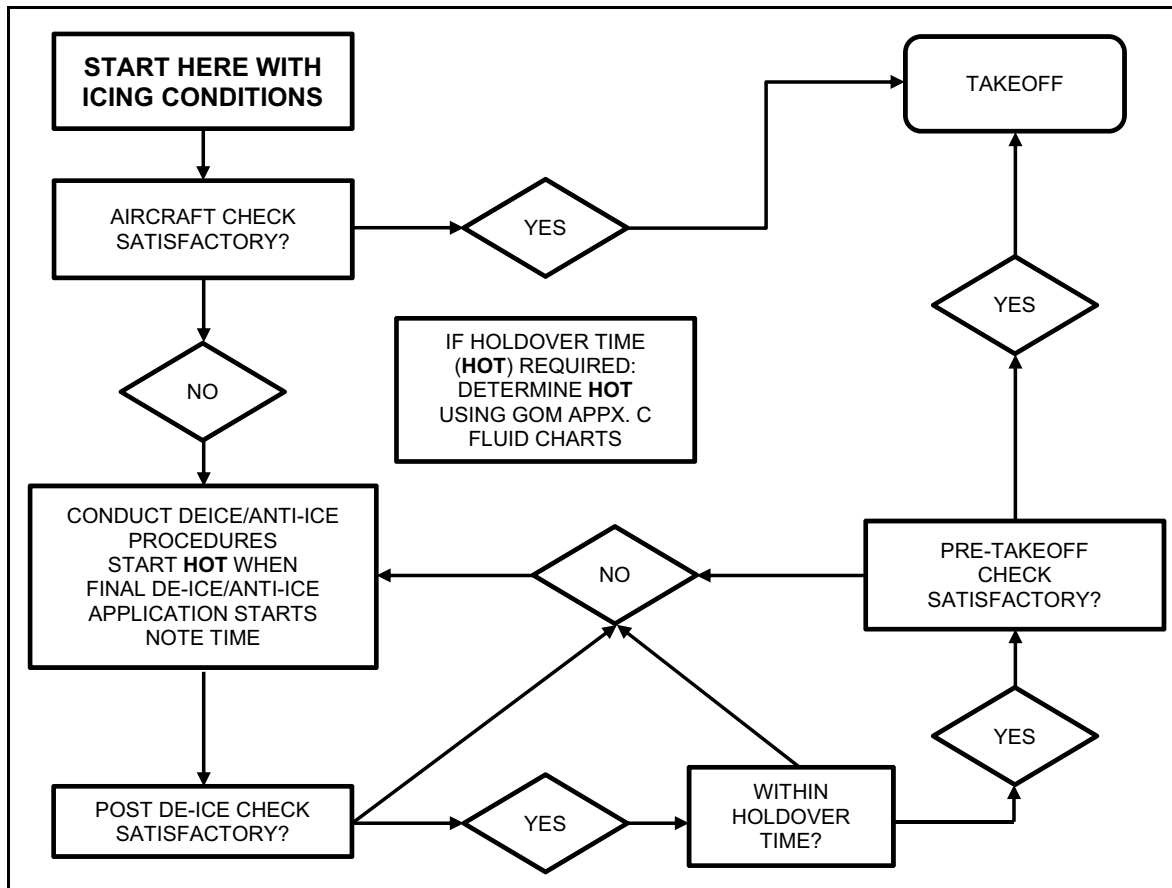 START HERE WITH
ICING CONDITIONS
TAKEOFF
AIRCRAFT CHECK
SATISFACTORY?
YES
YES
IF HOLDOVER TIME
(HOT) REQUIRED:
DETERMINE HOT
USING GOM APPX. C
FLUID CHARTS
NO
CONDUCT DEICE/ANTI-ICE
PROCEDURES
START HOT WHEN
FINAL DE-ICE/ANTI-ICE
APPLICATION STARTS
NOTE TIME
NO
PRE-TAKEOFF
CHECK
SATISFACTORY?
YES
POST DE-ICE CHECK
SATISFACTORY?
YES
WITHIN
HOLDOVER
TIME?